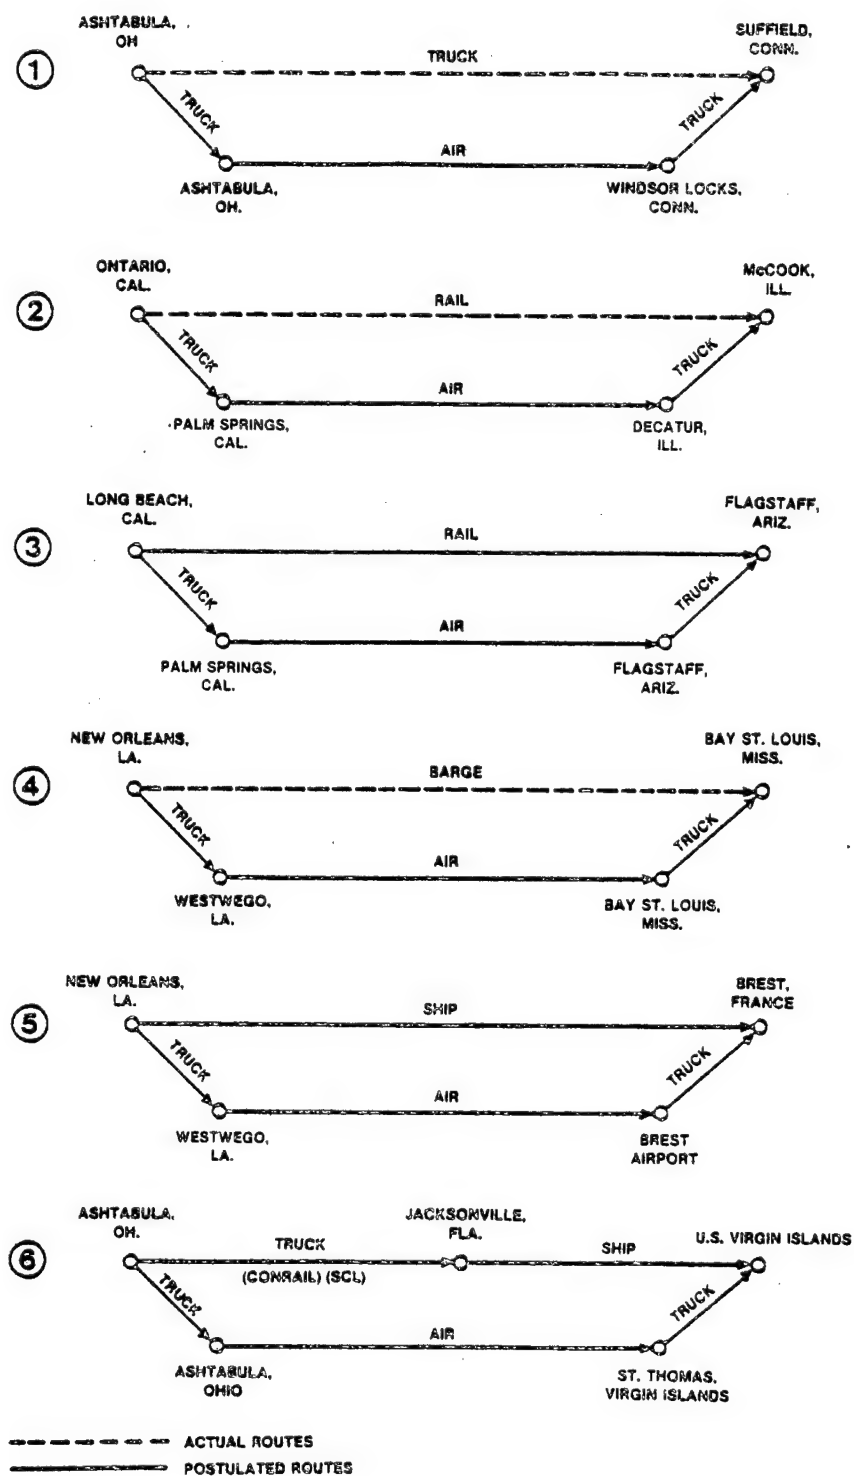 ASHTABULA,
OH
SUFFIELD,
CONN.
1
TRUCK
TRUCK
TRUCK
AIR
ASHTABULA,
OH.
WINDSOR LOCKS,
CONN.
ONTARIO,
CAL.
McCOOK,
ILL.
2
RAIL
TRUCK
TRUCK
AIR
PALM SPRINGS,
CAL.
DECATUR,
ILL.
LONG BEACH,
CAL.
FLAGSTAFF,
ARIZ.
3
RAIL
TRUCK
TRUCK
AIR
PALM SPRINGS,
CAL.
FLAGSTAFF,
ARIZ.
NEW ORLEANS,
LA.
BAY ST. LOUIS,
MISS.
4
BARGE
TRUCK
TRUCK
AIR
WESTWEGO,
LA.
BAY ST. LOUIS,
MISS.
NEW ORLEANS,
LA.
BREST,
FRANCE
5
SHIP
TRUCK
TRUCK
AIR
WESTWEGO,
LA.
BREST
AIRPORT
ASHTABULA,
OH.
JACKSONVILLE,
FLA.
U.S. VIRGIN ISLANDS
6
TRUCK
SHIP
(CONRAIL) (SCL)
TRUCK
TRUCK
AIR
ASHTABULA,
OHIO
ST. THOMAS,
VIRGIN ISLANDS
ACTUAL ROUTES
POSTULATED ROUTES